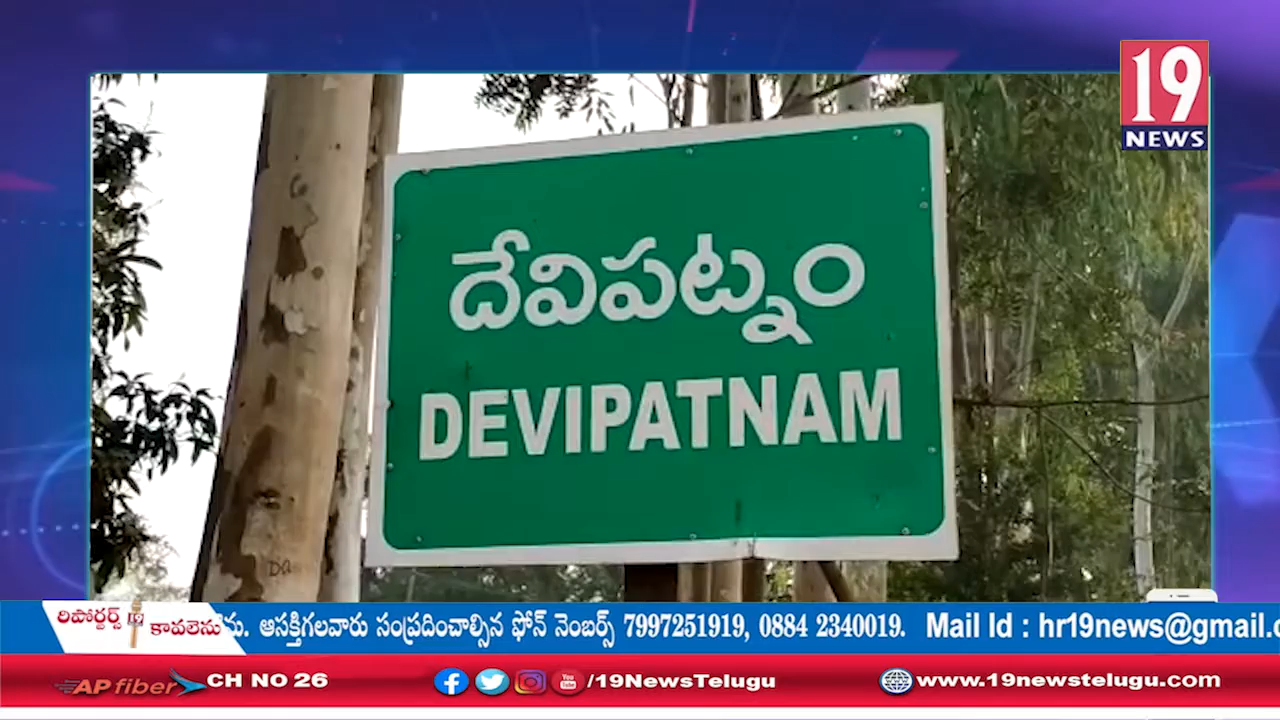 19
NEWS
దేవిపట్నం
DEVIPATNAM
రిపోర్టర్స్
కావలెను
ను. ఆసక్తిగలవారు సంప్రదించాల్సిన ఫోన్ నెంబర్స్ 7997251919, 0884 2340019. Mail Id : hr19news@gmail.c
AP fiber CH NO 26
/19NewsTelugu
www.19newstelugu.com